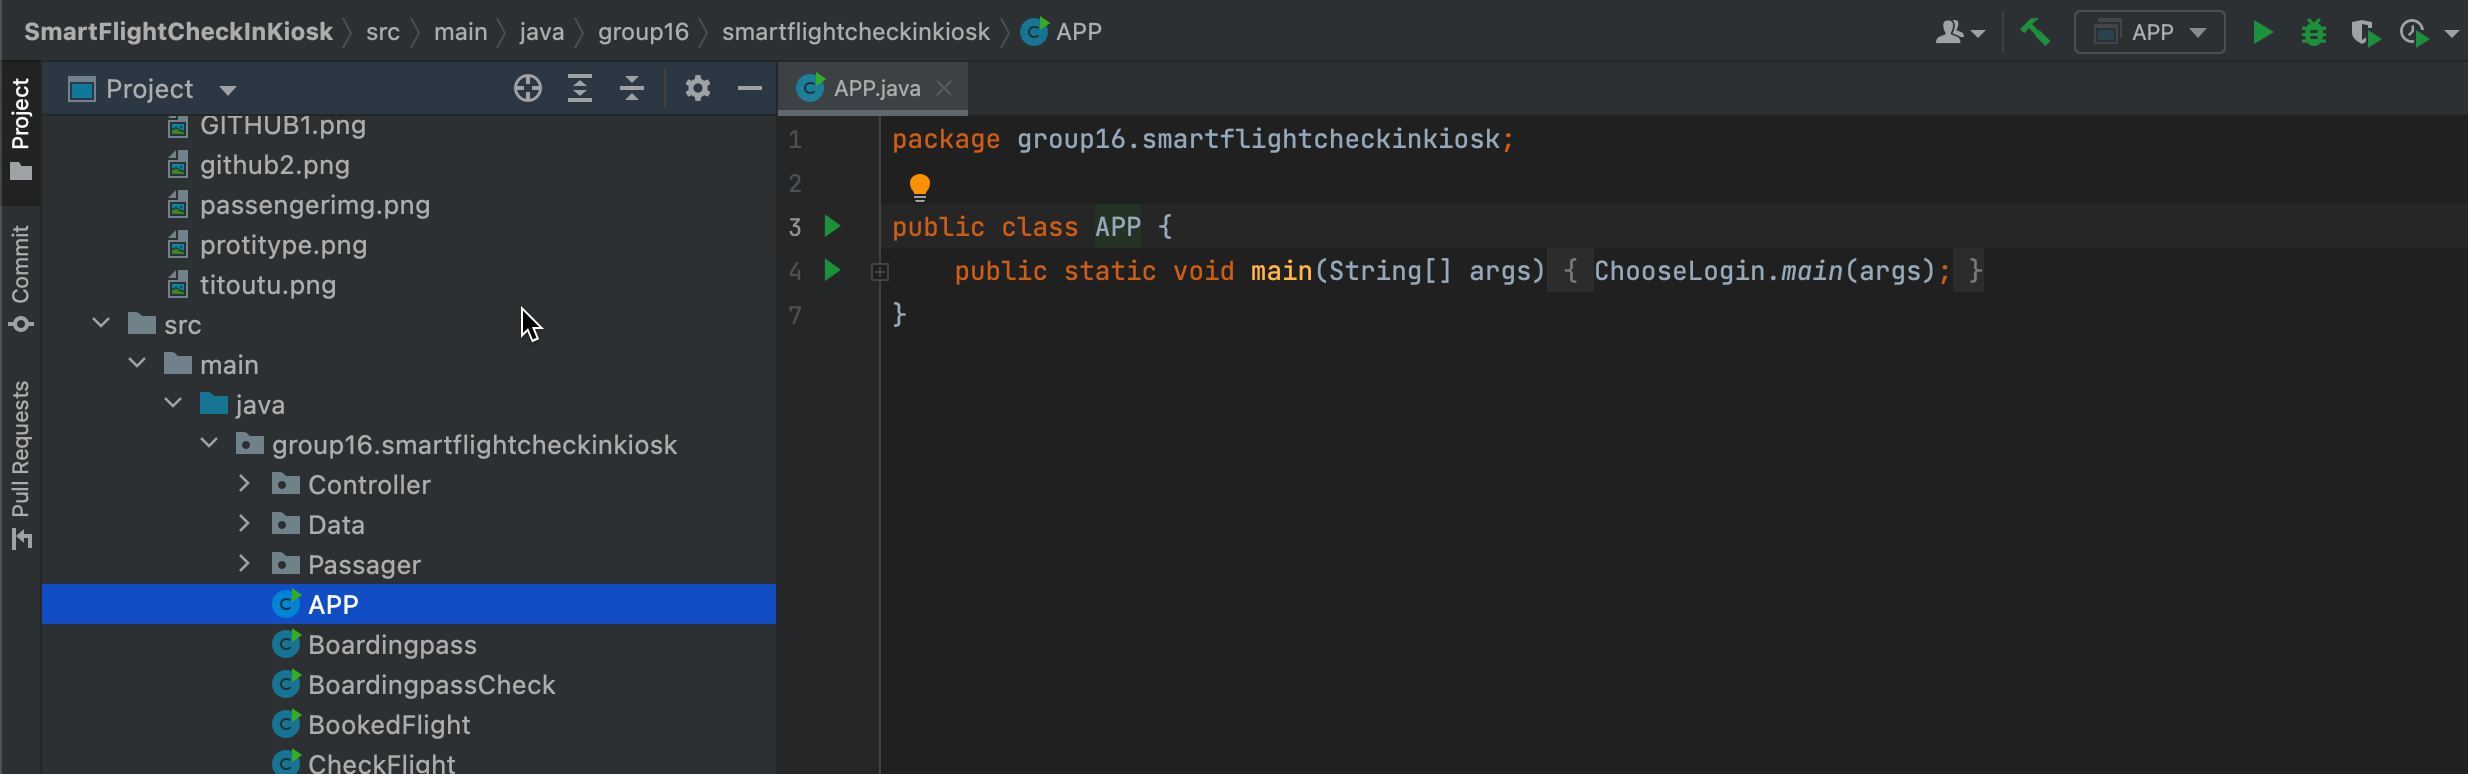 SmartFlightCheckInKiosk src main java group16 smartflightcheckinkiosk APP
APP
Project
APP.java
Project
Commit
Pull Requests
GITHUB1.png
github2.png
passengerimg.png
protitype.png
titoutu.png
src
main
java
group16.smartflightcheckinkiosk
Controller
Data
Passager
APP
Boardingpass
BoardingpassCheck
BookedFlight
CheckFlight
1 package group16.smartflightcheckinkiosk;
2
3 public class APP {
4 public static void main(String[] args) { ChooseLogin.main(args); }
7 }